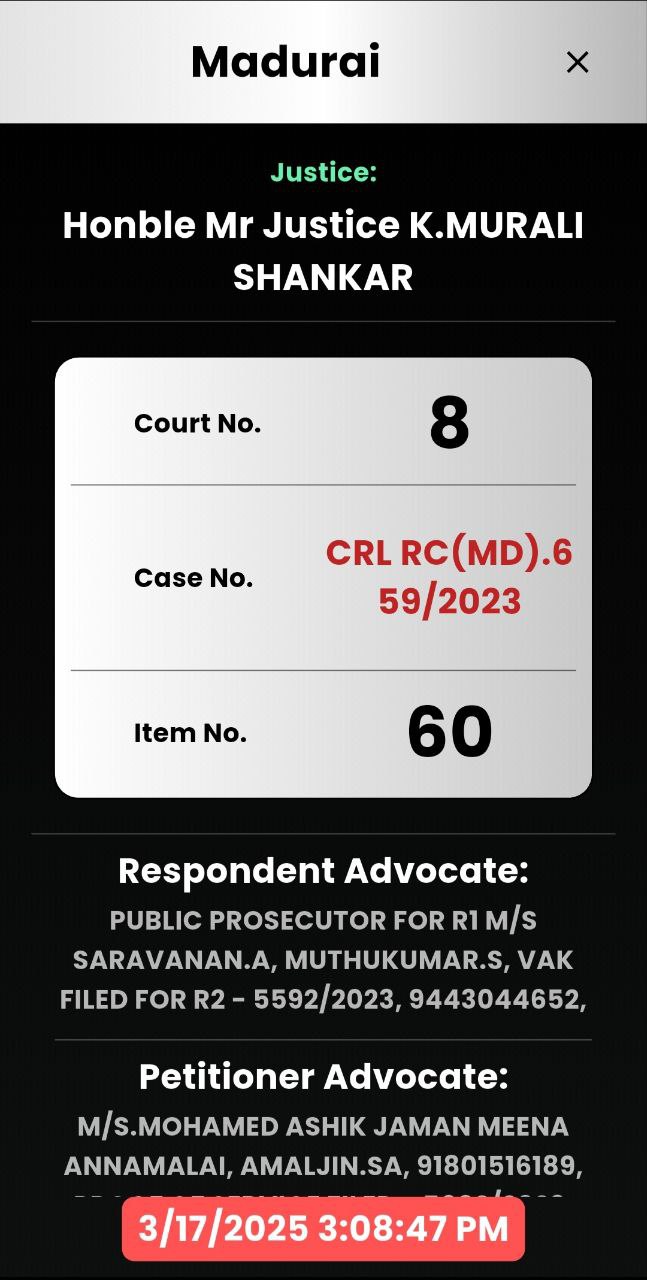 Madurai
Justice:
Honble Mr Justice K.MURALI
SHANKAR
Court No.
8
Case No.
CRL RC(MD).6
59/2023
Item No.
60
Respondent Advocate:
PUBLIC PROSECUTOR FOR R1 M/S
SARAVANAN.A, MUTHUKUMAR.S, VAK
FILED FOR R2 - 5592/2023, 9443044652,
Petitioner Advocate:
M/S.MOHAMED ASHIK JAMAN MEENA
ANNAMALAI, AMALJIN.SA, 91801516189,
3/17/2025 3:08:47 PM